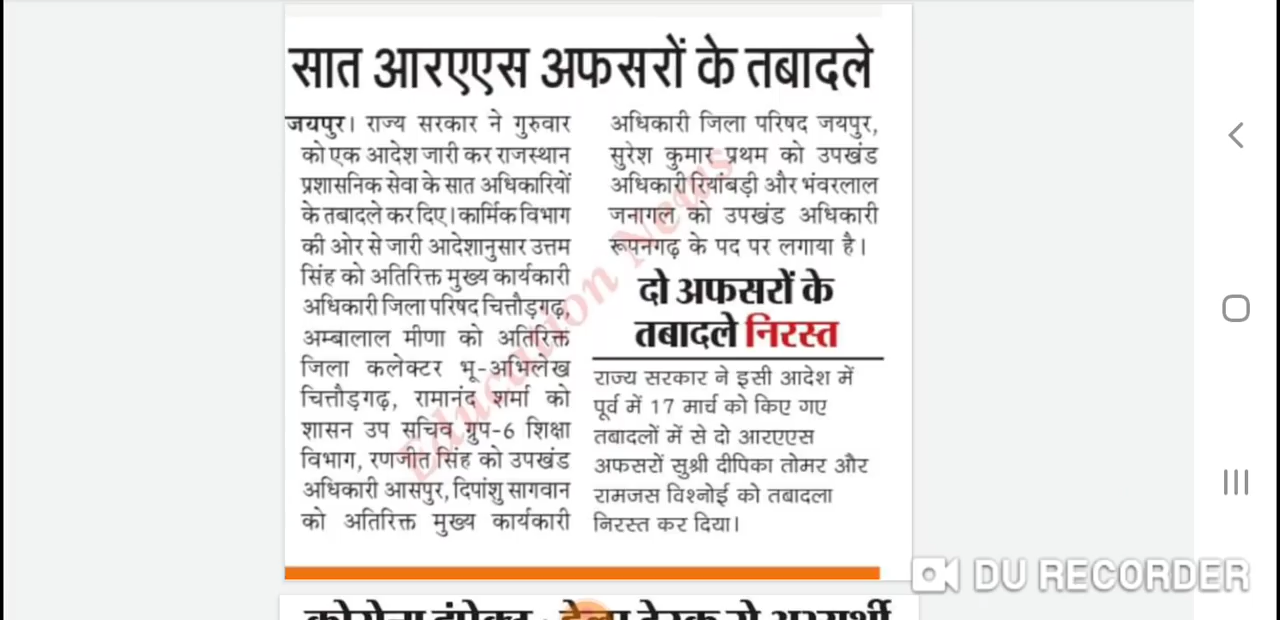 सात आरएएस अफसरों के तबादले
जयपुर। राज्य सरकार ने गुरुवार
को एक आदेश जारी कर राजस्थान
प्रशासनिक सेवा के सात अधिकारियों
के तबादले कर दिए। कार्मिक विभाग
की ओर से जारी आदेशानुसार उत्तम
सिंह को अतिरिक्त मुख्य कार्यकारी
अधिकारी जिला परिषद चित्तौड़गढ़,
अम्बालाल मीणा को अतिरिक्त
जिला कलेक्टर भू-अभिलेख
चित्तौड़गढ़, रामानंद शर्मा को
शासन उप सचिव ग्रुप-6 शिक्षा
विभाग, रणजीत सिंह को उपखंड
अधिकारी आसपुर, दिपांशु सागवान
को अतिरिक्त मुख्य कार्यकारी
अधिकारी जिला परिषद जयपुर,
सुरेश कुमार प्रथम को उपखंड
अधिकारी रियांबड़ी और भंवरलाल
जनागल को उपखंड अधिकारी
रूपनगढ़ के पद पर लगाया है।
दो अफसरों के
तबादले निरस्त
राज्य सरकार ने इसी आदेश में
पूर्व में 17 मार्च को किए गए
तबादलों में से दो आरएएस
अफसरों सुश्री दीपिका तोमर और
रामजस विश्नोई को तबादला
निरस्त कर दिया।
Education News
DU RECORDER